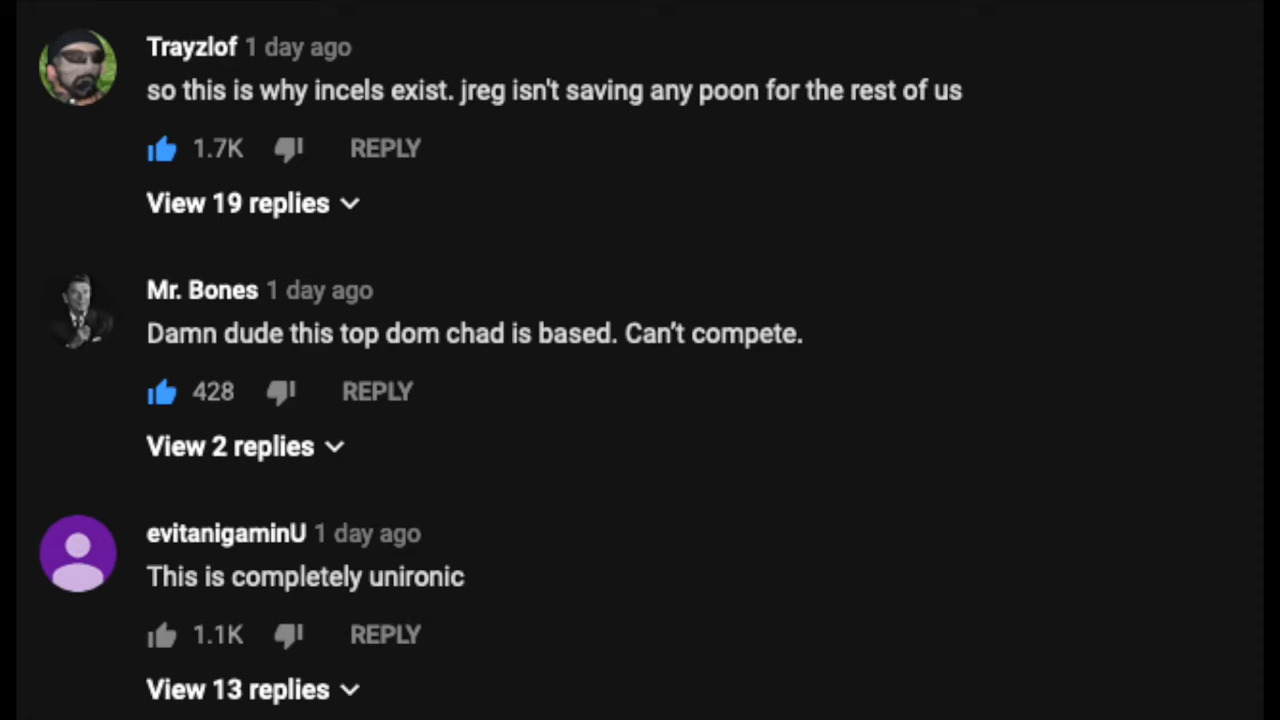 Trayzlof 1 day ago
so this is why incels exist. jreg isn't saving any poon for the rest of us
1.7K REPLY
View 19 replies
Mr. Bones 1 day ago
Damn dude this top dom chad is based. Can't compete.
428 REPLY
View 2 replies
evitanigaminU 1 day ago
This is completely unironic
1.1K REPLY
View 13 replies